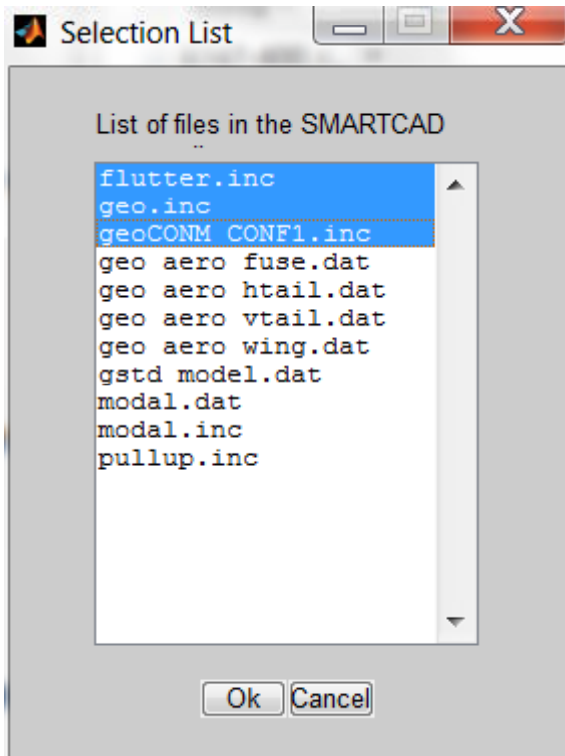 Selection List
List of files in the SMARTCAD
flutter.inc
geo.inc
geoCONM CONF1.inc
geo aero fuse.dat
geo aero htail.dat
geo aero vtail.dat
geo aero wing.dat
gstd model.dat
modal.dat
modal.inc
pullup.inc
Ok Cancel